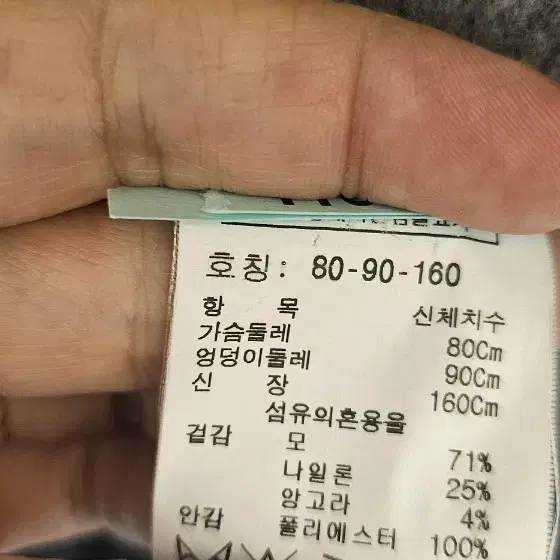 호칭: 80-90-160
항 목 신체치수
가슴둘레 80Cm
엉덩이둘레 90Cm
신 장 160Cm
섬유의혼용율
겉감 모 71%
나일론 25%
앙고라 4%
안감 폴리에스터 100%